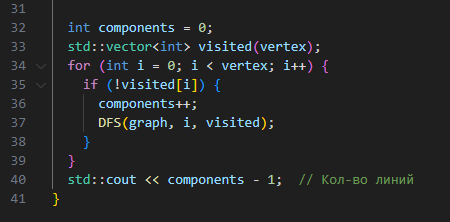 31
32 int components = 0;
33 std::vector<int> visited(vertex);
34 for (int i = 0; i < vertex; i++) {
35 if (!visited[i]) {
36 components++;
37 DFS(graph, i, visited);
38 }
39 }
40 std::cout << components - 1; // Кол-во линий
41 }